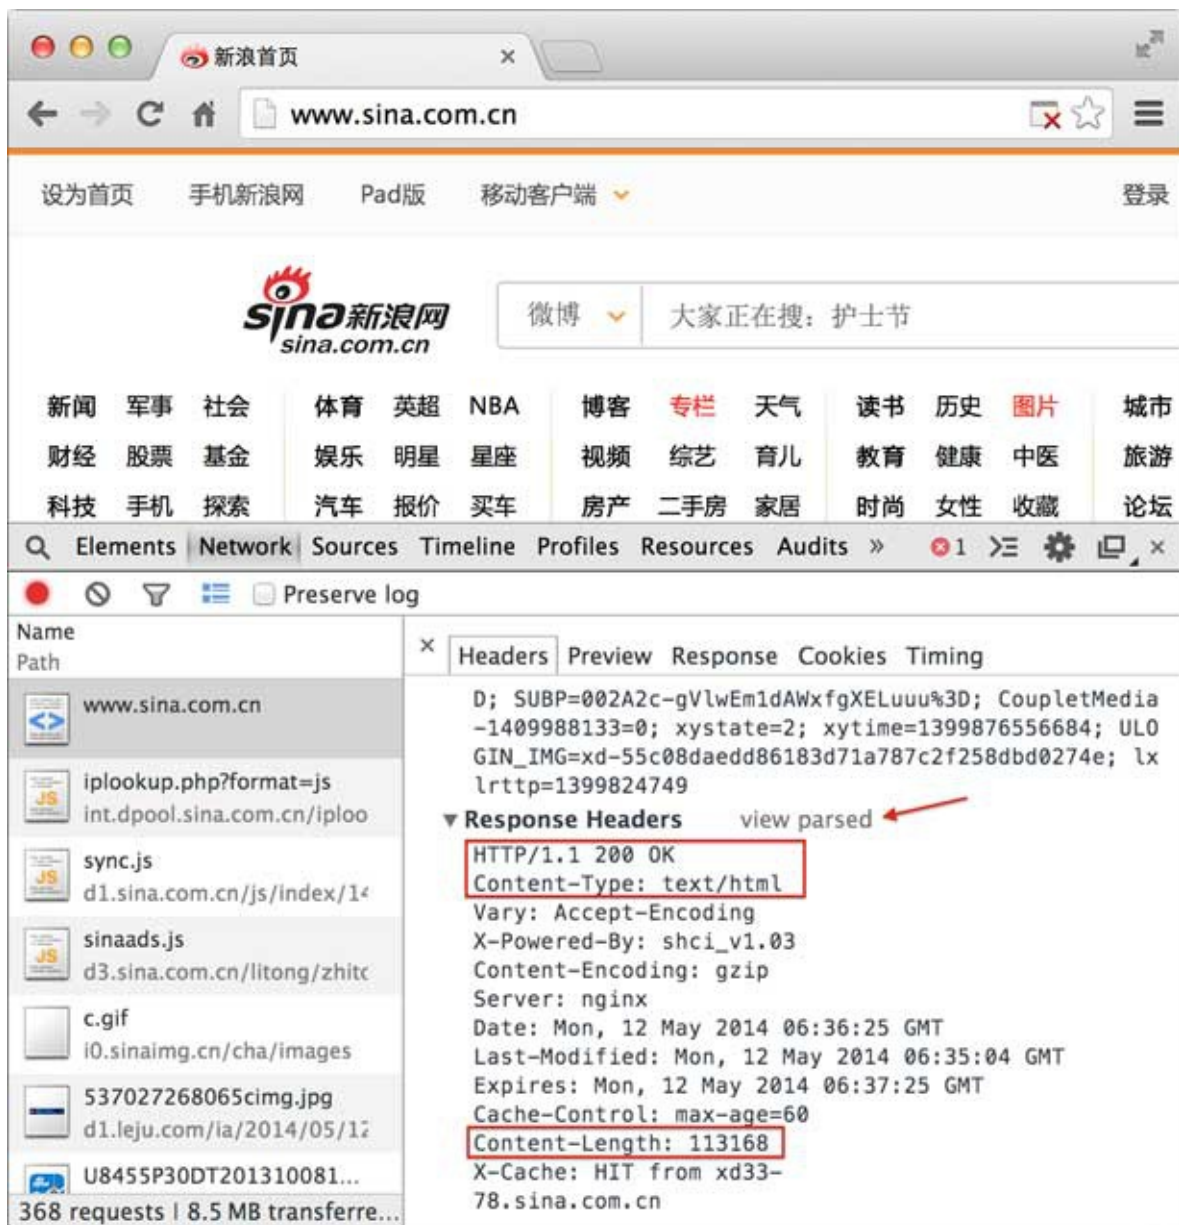 新浪首页
www.sina.com.cn
设为首页 手机新浪网 Pad版 移动客户端 登录
sina新浪网
sina.com.cn
微博 大家正在搜：护士节
新闻 军事 社会 体育 英超 NBA 博客 专栏 天气 读书 历史 图片 城市
财经 股票 基金 娱乐 明星 星座 视频 综艺 育儿 教育 健康 中医 旅游
科技 手机 探索 汽车 报价 买车 房产 二手房 家居 时尚 女性 收藏 论坛
Elements Network Sources Timeline Profiles Resources Audits » 1
Preserve log
Name
Path
www.sina.com.cn
iplookup.php?format=js
int.dpool.sina.com.cn/iploo
sync.js
d1.sina.com.cn/js/index/14
sinaads.js
d3.sina.com.cn/litong/zhitc
c.gif
i0.sinaimg.cn/cha/images
537027268065cimg.jpg
d1.leju.com/ia/2014/05/12
U8455P30DT201310081...
368 requests | 8.5 MB transferre...
× Headers Preview Response Cookies Timing
D; SUBP=002A2c-gVlwEm1dAWxfgXELuuu%3D; CoupletMedia
-1409988133=0; xystate=2; xytime=1399876556684; ULO
GIN_IMG=xd-55c08daedd86183d71a787c2f258dbd0274e; lx
lrttp=1399824749
Response Headers view parsed
HTTP/1.1 200 OK
Content-Type: text/html
Vary: Accept-Encoding
X-Powered-By: shci_v1.03
Content-Encoding: gzip
Server: nginx
Date: Mon, 12 May 2014 06:36:25 GMT
Last-Modified: Mon, 12 May 2014 06:35:04 GMT
Expires: Mon, 12 May 2014 06:37:25 GMT
Cache-Control: max-age=60
Content-Length: 113168
X-Cache: HIT from xd33-
78.sina.com.cn